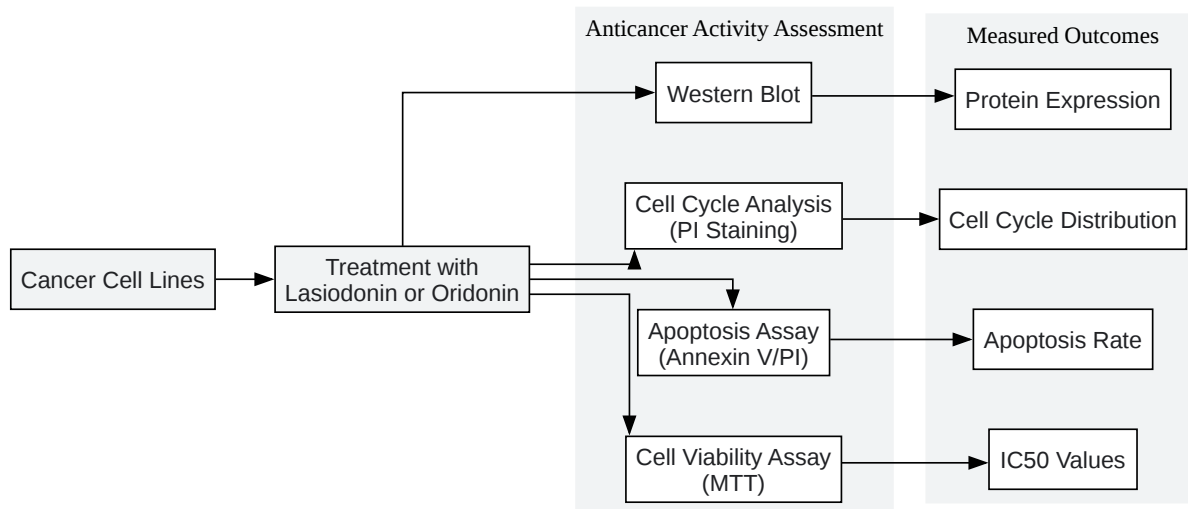 Anticancer Activity Assessment
Measured Outcomes
Western Blot
Protein Expression
Cell Cycle Analysis
(PI Staining)
Cell Cycle Distribution
Cancer Cell Lines
Treatment with
Lasiodonin or Oridonin
Apoptosis Assay
(Annexin V/PI)
Apoptosis Rate
Cell Viability Assay
(MTT)
IC50 Values